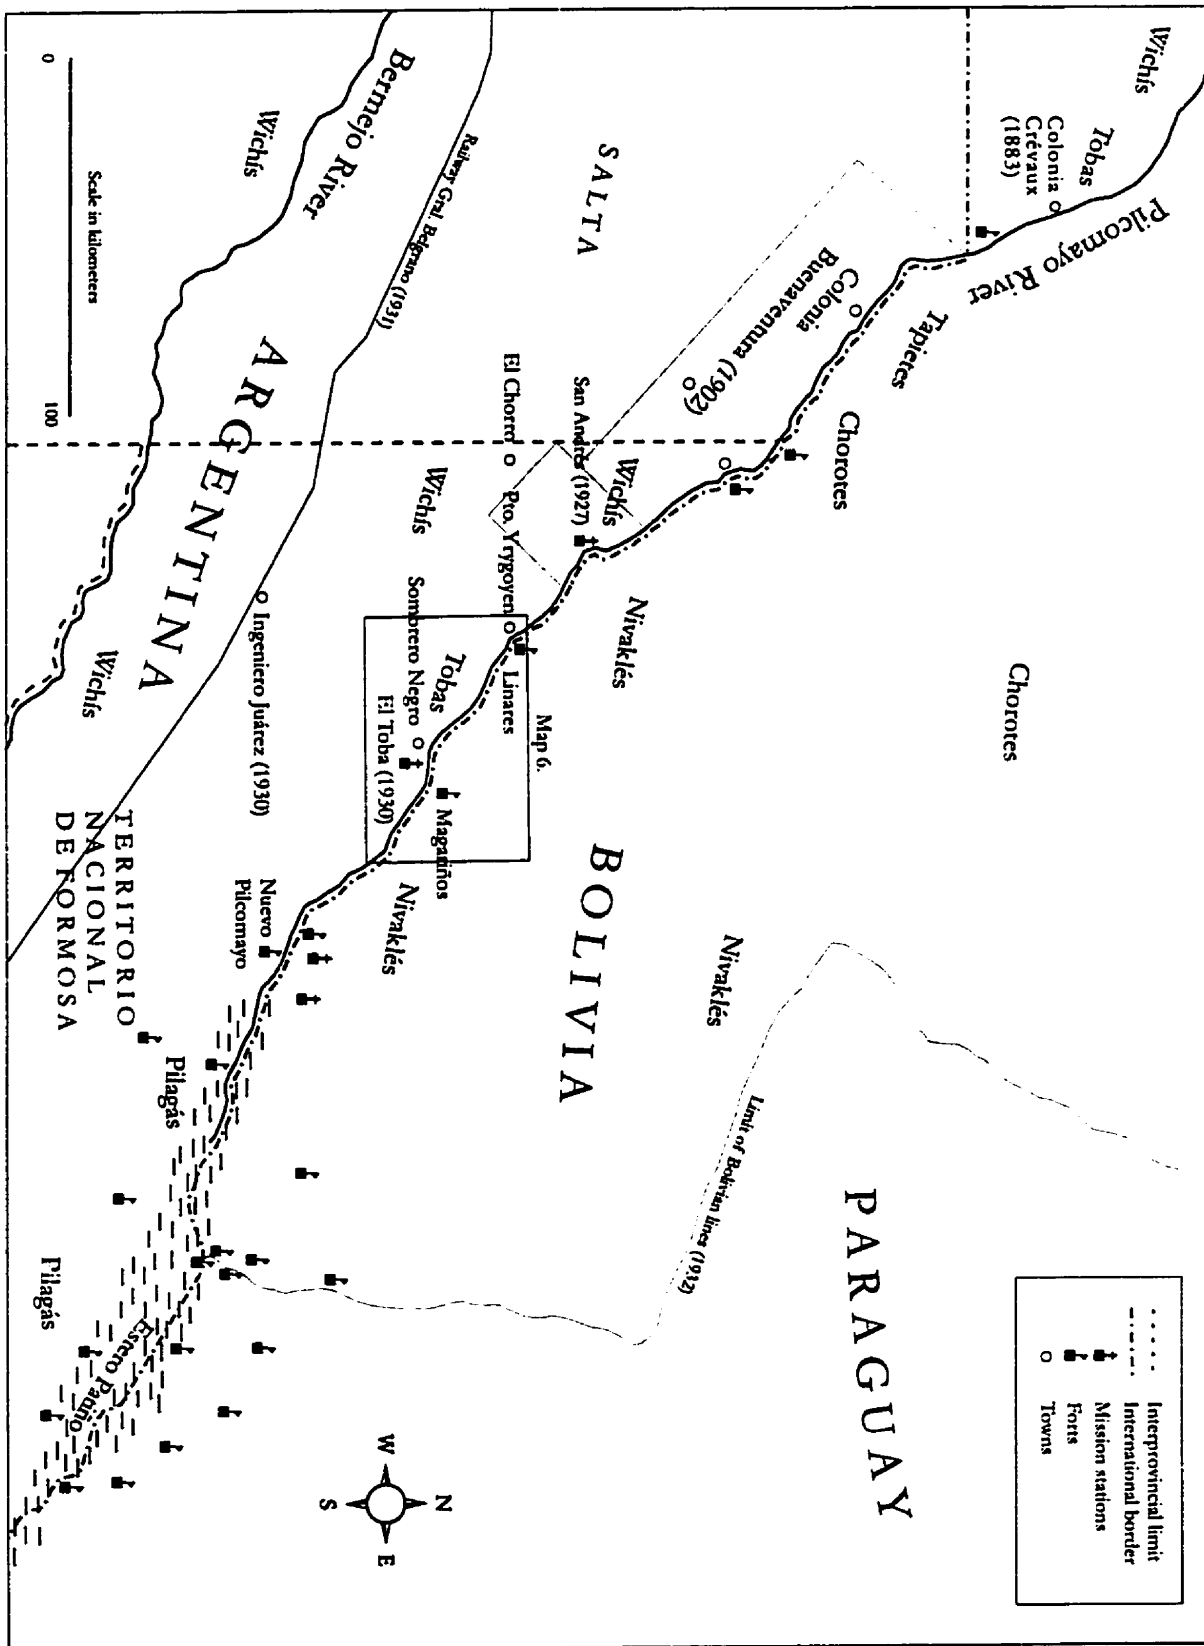 Wichís
Tobas
Colonia
Crévaux
(1883)
Pilcomayo River
Interprovincial limit
International border
Mission stations
Forts
Towns
Chorotes
Tapietes
Chorotes
Colonia
Buenaventura (1902)
PARAGUAY
Limit of Bolivian lines (1932)
Nivaklés
SALTA
Wichís
Nivaklés
BOLIVIA
San Andrés (1927)
Map 6.
El Chorro
Pto. Yrygoyen
Linares
Wichís
Tobas
Magariños
Sombrero Negro
El Toba (1930)
Nivaklés
Bermejo River
Railway Gral. Belgrano (1931)
Wichís
ARGENTINA
Ingeniero Juárez (1930)
Nuevo
Pilcomayo
N
W
E
S
Pilagás
TERRITORIO
NACIONAL
DE FORMOSA
Wichís
Estero Patiño
Pilagás
Scale in kilometers
0
100